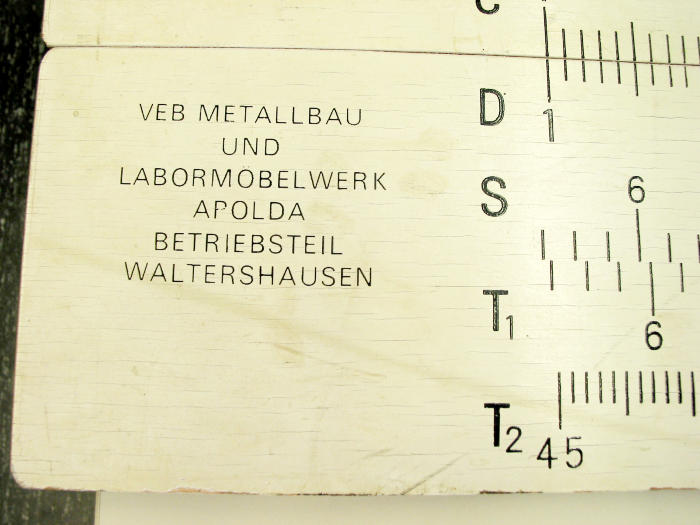 C
VEB METALLBAU
UND
LABORMÖBELWERK
APOLDA
BETRIEBSTEIL
WALTERSHAUSEN
D 1
S 6
T1 6
T2 45